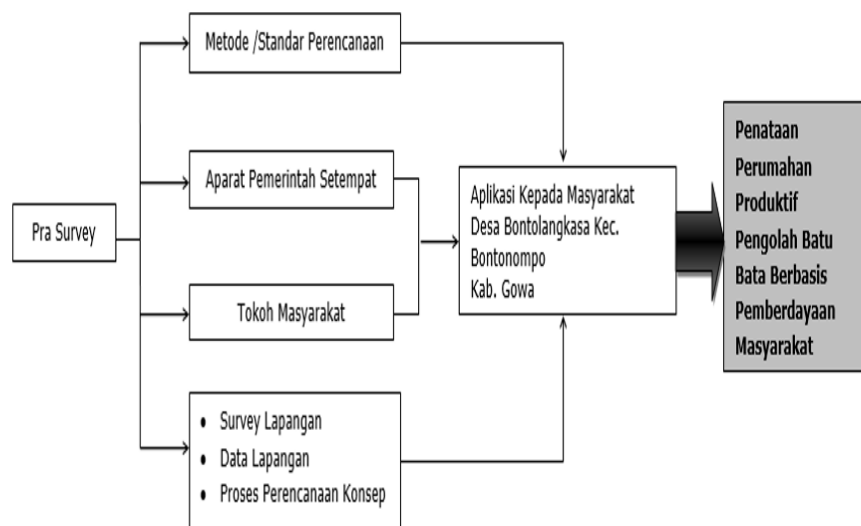 Pra Survey
Metode /Standar Perencanaan
Aparat Pemerintah Setempat
Tokoh Masyarakat
• Survey Lapangan
• Data Lapangan
• Proses Perencanaan Konsep
Aplikasi Kepada Masyarakat
Desa Bontolangkasa Kec.
Bontonompo
Kab. Gowa
Penataan
Perumahan
Produktif
Pengolah Batu
Bata Berbasis
Pemberdayaan
Masyarakat